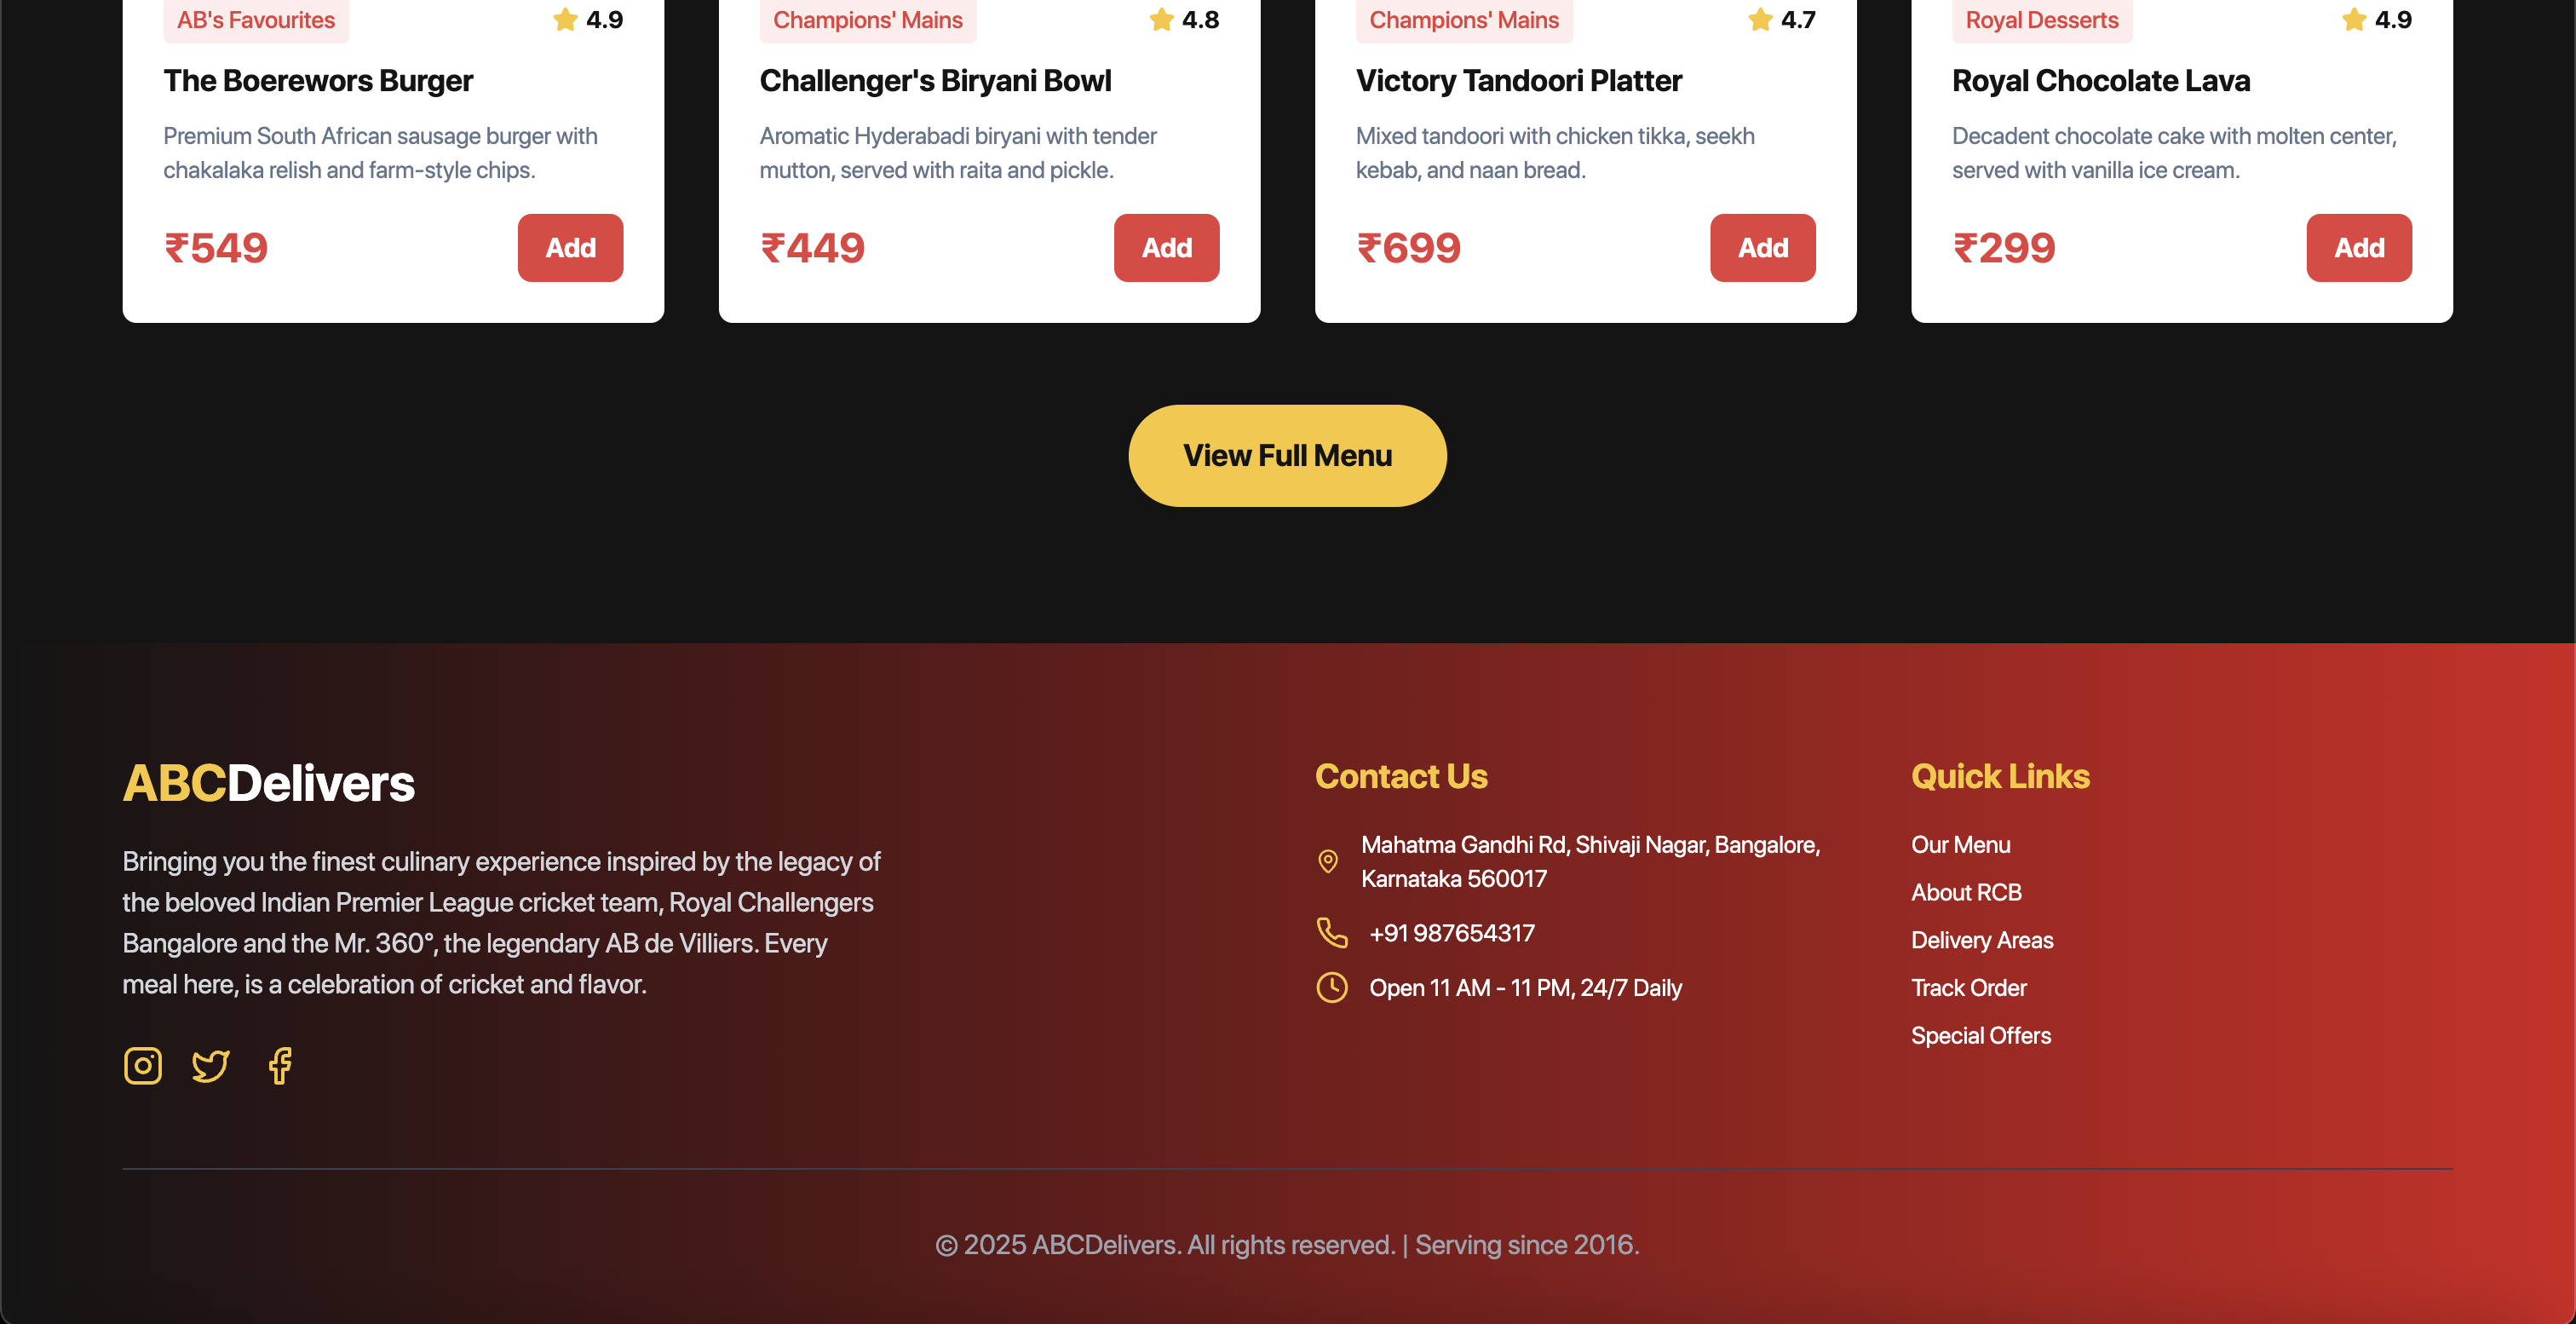 AB's Favourites
4.9
The Boerewors Burger
Premium South African sausage burger with
chakalaka relish and farm-style chips.
₹549
Add
Champions' Mains
4.8
Challenger's Biryani Bowl
Aromatic Hyderabadi biryani with tender
mutton, served with raita and pickle.
₹449
Add
Champions' Mains
4.7
Victory Tandoori Platter
Mixed tandoori with chicken tikka, seekh
kebab, and naan bread.
₹699
Add
Royal Desserts
4.9
Royal Chocolate Lava
Decadent chocolate cake with molten center,
served with vanilla ice cream.
₹299
Add
View Full Menu
ABCDelivers
Bringing you the finest culinary experience inspired by the legacy of
the beloved Indian Premier League cricket team, Royal Challengers
Bangalore and the Mr. 360°, the legendary AB de Villiers. Every
meal here, is a celebration of cricket and flavor.
Contact Us
Mahatma Gandhi Rd, Shivaji Nagar, Bangalore,
Karnataka 560017
+91 987654317
Open 11 AM - 11 PM, 24/7 Daily
Quick Links
Our Menu
About RCB
Delivery Areas
Track Order
Special Offers
© 2025 ABCDelivers. All rights reserved. | Serving since 2016.